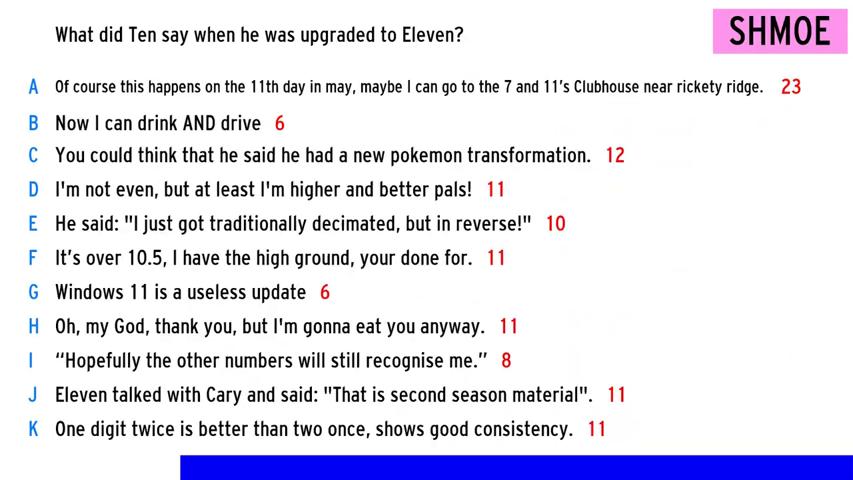 What did Ten say when he was upgraded to Eleven?
SHMOE
A Of course this happens on the 11th day in may, maybe I can go to the 7 and 11's Clubhouse near rickety ridge. 23
B Now I can drink AND drive 6
C You could think that he said he had a new pokemon transformation. 12
D I'm not even, but at least I'm higher and better pals! 11
E He said: "I just got traditionally decimated, but in reverse!" 10
F It's over 10.5, I have the high ground, your done for. 11
G Windows 11 is a useless update 6
H Oh, my God, thank you, but I'm gonna eat you anyway. 11
I “Hopefully the other numbers will still recognise me.” 8
J Eleven talked with Cary and said: "That is second season material". 11
K One digit twice is better than two once, shows good consistency. 11